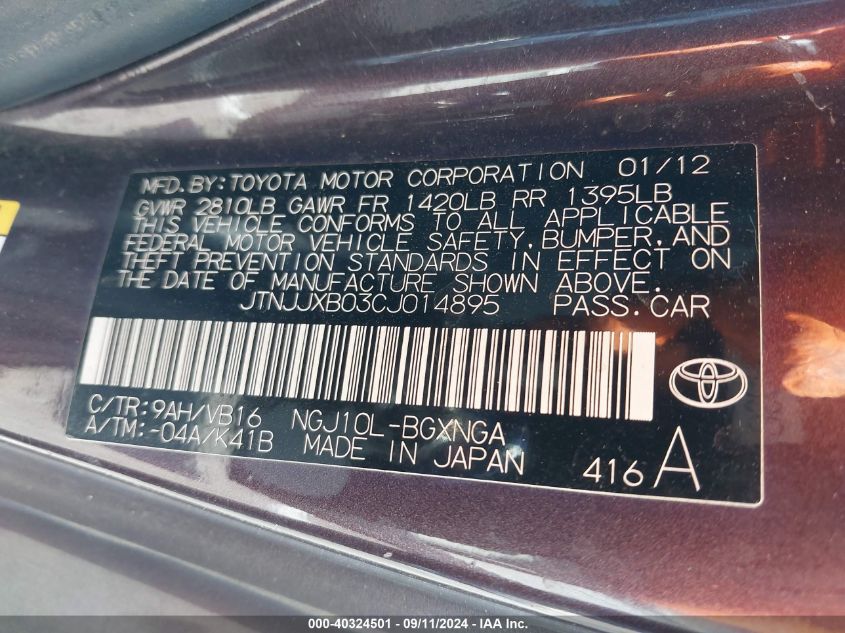 MFD.BY:TOYOTA MOTOR CORPORATION 01/12
GVWR 2810LB GAWR FR 1420LB RR 1395LB
THIS VEHICLE CONFORMS TO ALL APPLICABLE
FEDERAL MOTOR VEHICLE SAFETY,BUMPER,AND
THEFT PREVENTION STANDARDS IN EFFECT ON
THE DATE OF MANUFACTURE SHOWN ABOVE.
JTNJJXB03CJ014895 PASS.CAR
C/TR:9AH/VB16 NGJ10L-BGXNGA
A/TM:-04A/K41B MADE IN JAPAN 416A
000-40324501 - 09/11/2024 - IAA Inc.